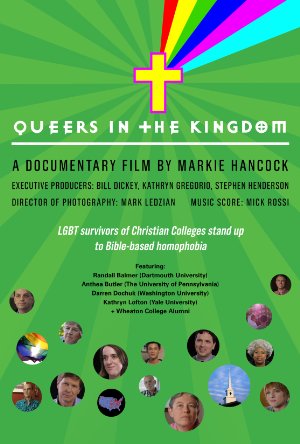 QUEERS IN THE KINGDOM
A DOCUMENTARY FILM BY MARKIE HANCOCK
EXECUTIVE PRODUCERS: BILL DICKEY, KATHRYN GREGORIO, STEPHEN HENDERSON
DIRECTOR OF PHOTOGRAPHY: MARK LEDZIAN MUSIC SCORE: MICK ROSSI
LGBT survivors of Christian Colleges stand up
to Bible-based homophobia
Featuring:
Randall Balmer (Dartmouth University)
Anthea Butler (The University of Pennsylvania)
Darren Dochuk (Washington University)
Kathryn Lofton (Yale University)
+ Wheaton College Alumni